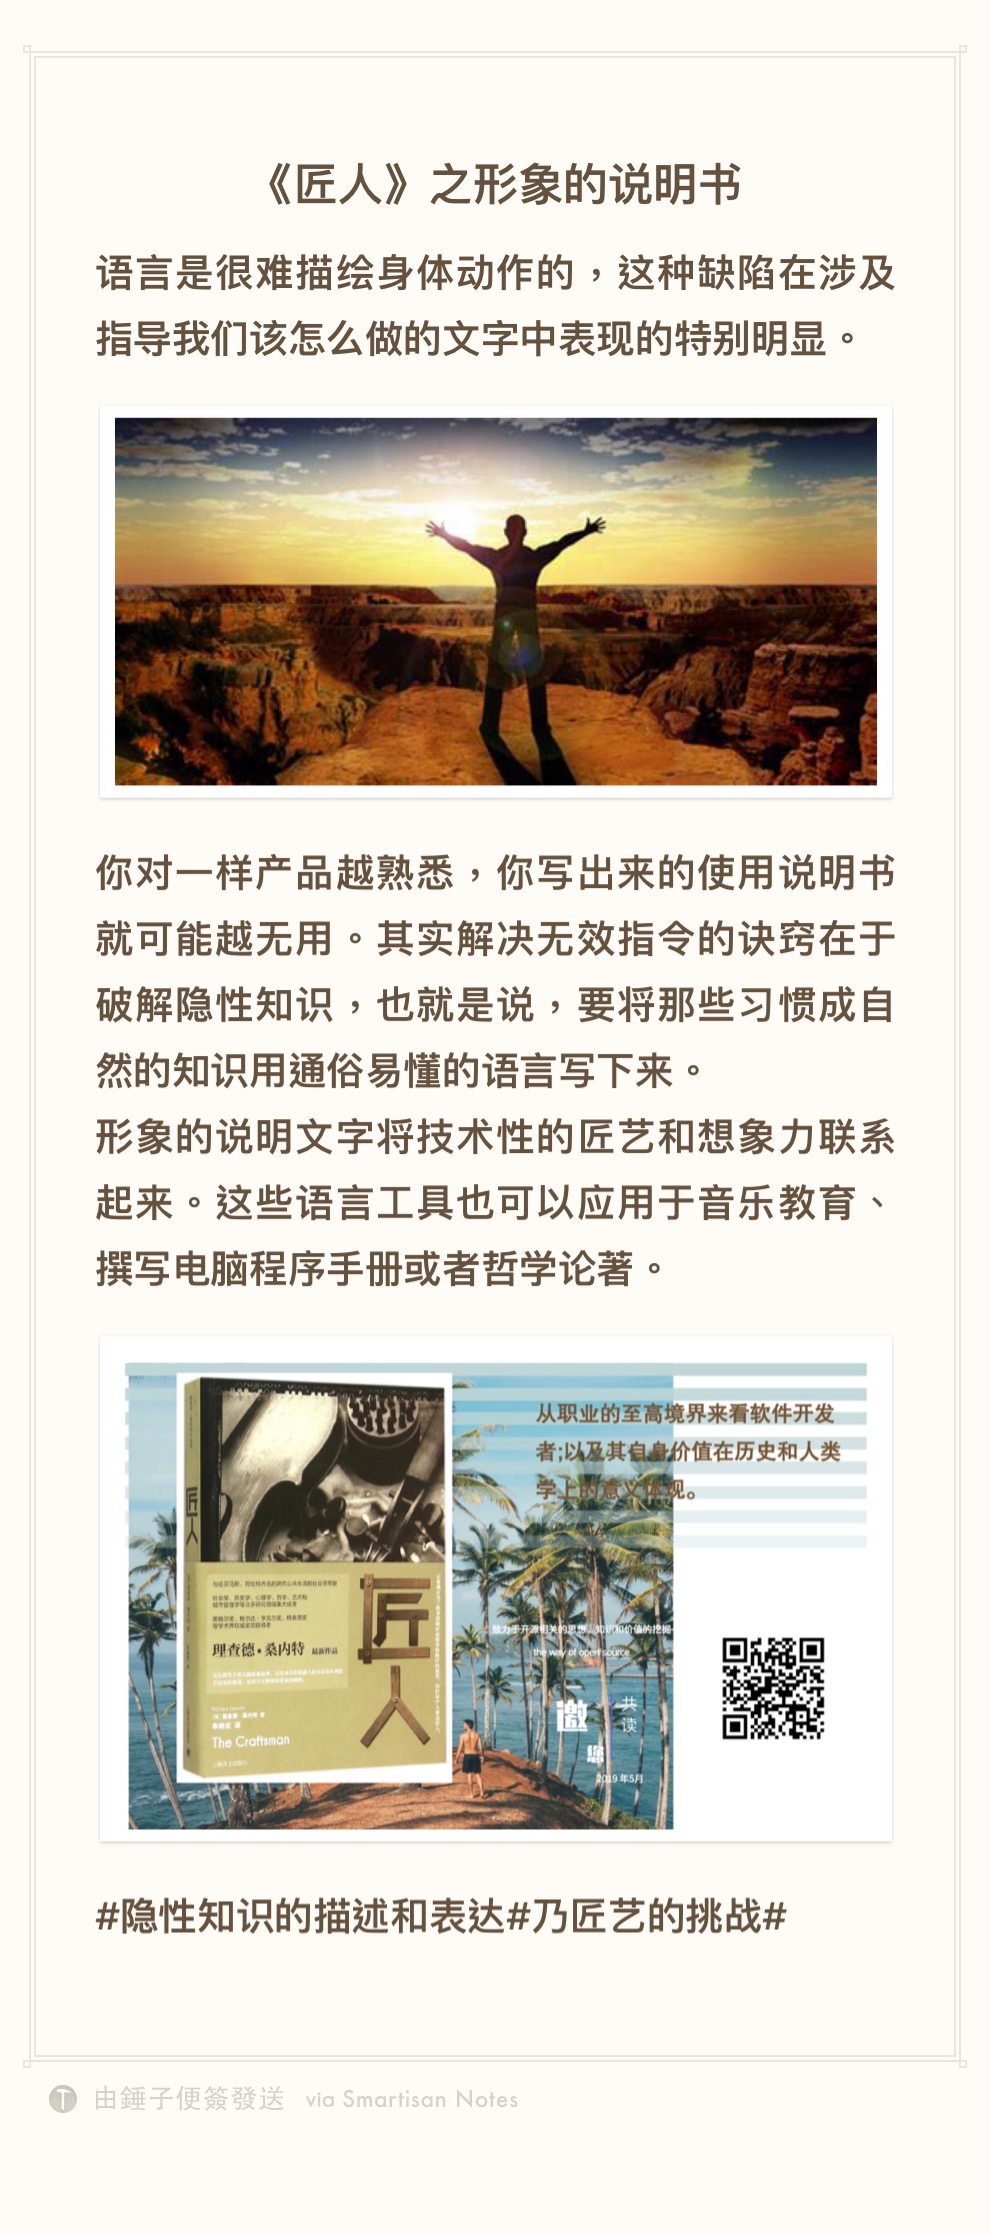 《匠人》之形象的说明书
语言是很难描绘身体动作的，这种缺陷在涉及
指导我们该怎么做的文字中表现的特别明显。
你对一样产品越熟悉，你写出来的使用说明书
就可能越无用。其实解决无效指令的诀窍在于
破解隐性知识，也就是说，要将那些习惯成自
然的知识用通俗易懂的语言写下来。
形象的说明文字将技术性的匠艺和想象力联系
起来。这些语言工具也可以应用于音乐教育、
撰写电脑程序手册或者哲学论著。
从职业的至高境界来看软件开发
者;以及其自身价值在历史和人类
学上的意义体现。
匠人
匠人
理查德·桑内特 最新作品
The Craftsman
致力于开源相关的思想、知识和价值的挖掘
the way of open source
邀
您
共读
2019 年5月
#隐性知识的描述和表达#乃匠艺的挑战#
由錘子便簽發送 via Smartisan Notes